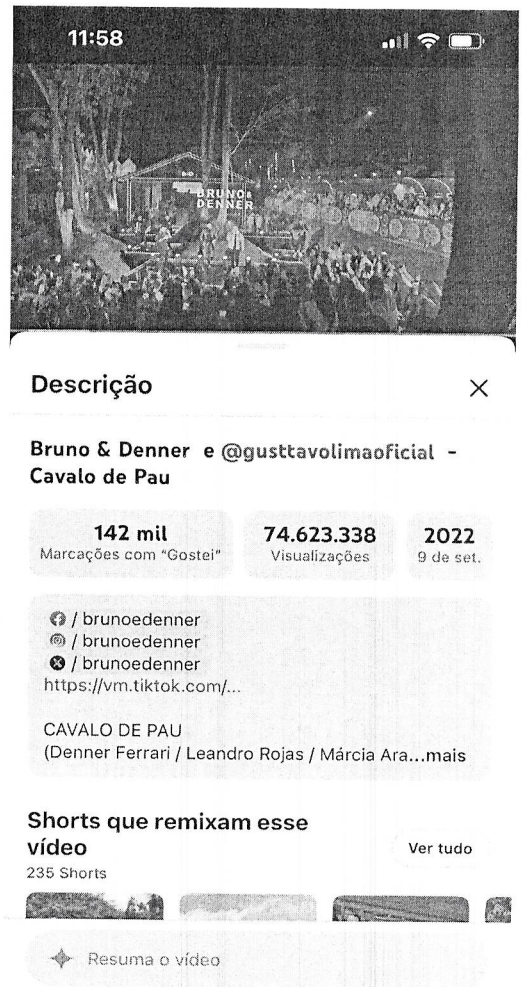 11:58
B&D
BRUNO&
DENNER
Descrição
Bruno & Denner e @gusttavolimaoficial -
Cavalo de Pau
142 mil
Marcações com "Gostei"
74.623.338
Visualizações
2022
9 de set.
/ brunoedenner
/ brunoedenner
/ brunoedenner
https://vm.tiktok.com/...
CAVALO DE PAU
(Denner Ferrari / Leandro Rojas / Márcia Ara...mais
Shorts que remixam esse
vídeo
235 Shorts
Ver tudo
Resuma o vídeo